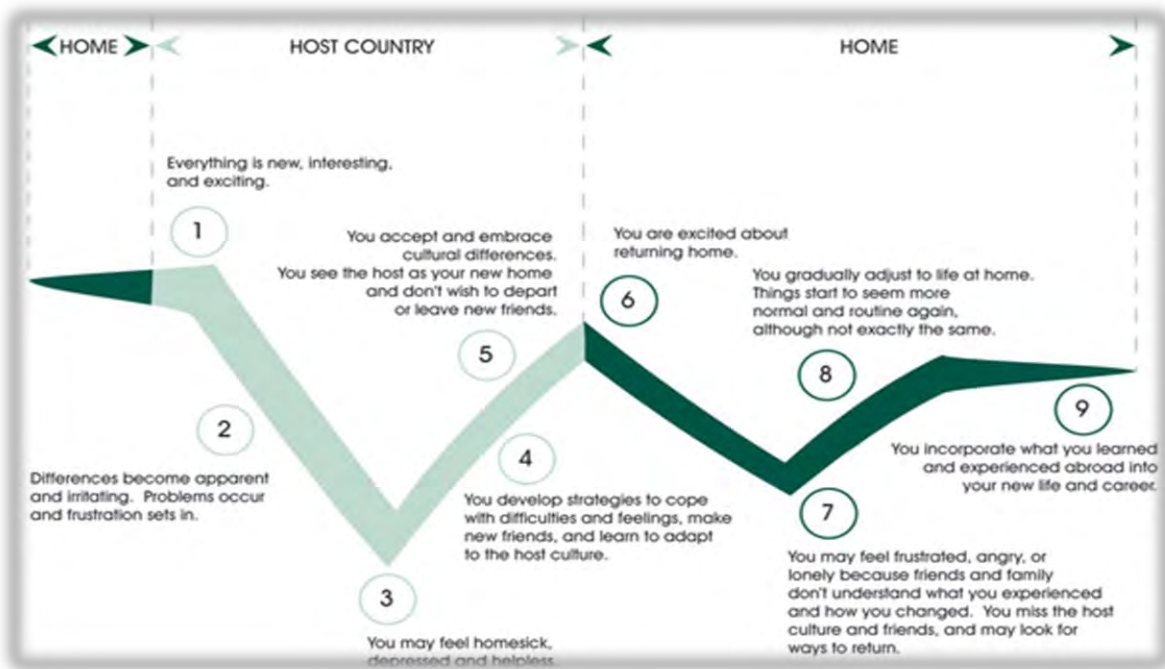 HOME
HOST COUNTRY
HOME
Everything is new, interesting,
and exciting.
1
You accept and embrace
cultural differences.
You see the host as your new home
and don't wish to depart
or leave new friends.
You are excited about
returning home.
6
You gradually adjust to life at home.
Things start to seem more
normal and routine again,
although not exactly the same.
5
8
2
9
4
Differences become apparent
and irritating. Problems occur
and frustration sets in.
You incorporate what you learned
and experienced abroad into
your new life and career.
You develop strategies to cope
with difficulties and feelings, make
new friends, and learn to adapt
to the host culture.
7
3
You may feel frustrated, angry, or
lonely because friends and family
don't understand what you experienced
and how you changed. You miss the host
culture and friends, and may look for
ways to return.
You may feel homesick,
depressed and helpless.